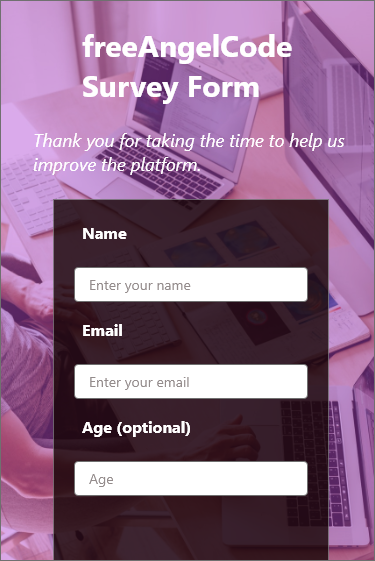 freeAngelCode
Survey Form
Thank you for taking the time to help us
improve the platform.
Name
Enter your name
Email
Enter your email
Age (optional)
Age